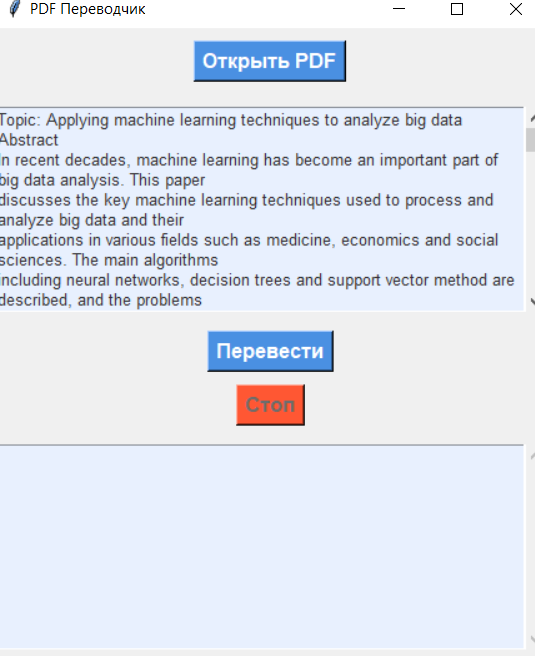 PDF Переводчик
Открыть PDF
Topic: Applying machine learning techniques to analyze big data
Abstract
In recent decades, machine learning has become an important part of
big data analysis. This paper
discusses the key machine learning techniques used to process and
analyze big data and their
applications in various fields such as medicine, economics and social
sciences. The main algorithms
including neural networks, decision trees and support vector method are
described, and the problems
Перевести
Стоп